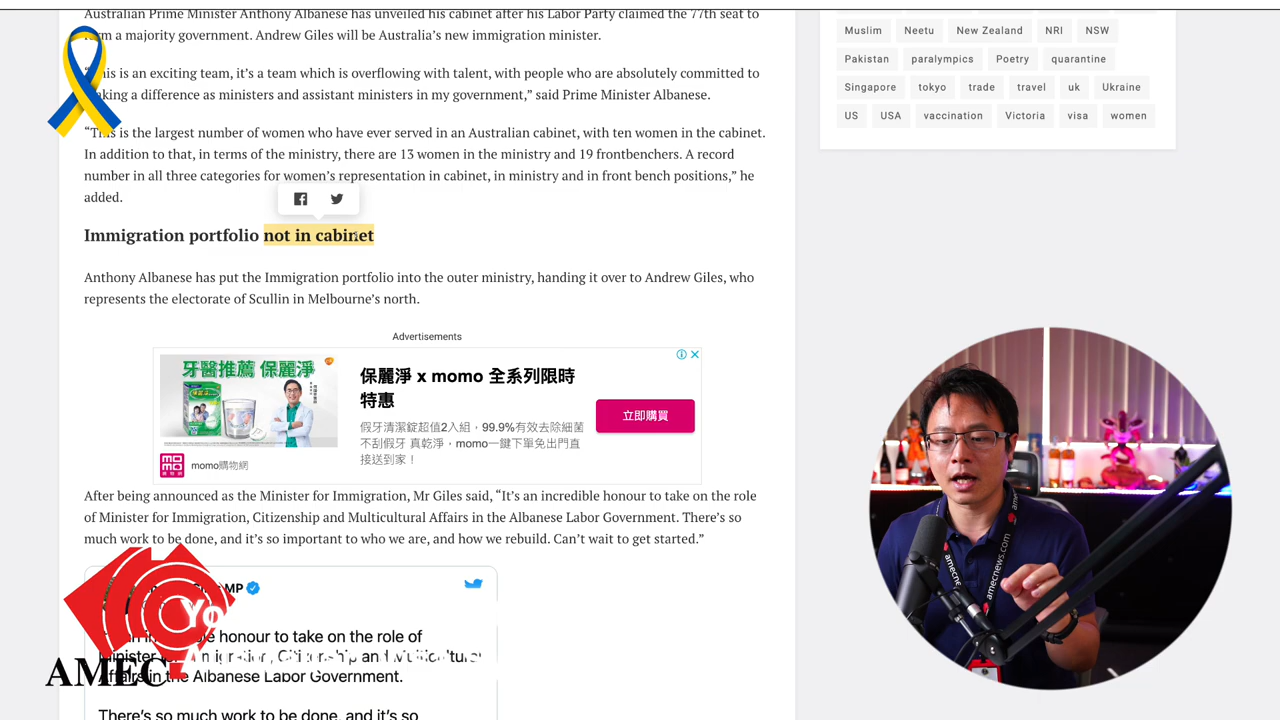 Australian Prime Minister Anthony Albanese has unveiled his cabinet after his Labor Party claimed the 77th seat to
form a majority government. Andrew Giles will be Australia's new immigration minister.
“This is an exciting team, it's a team which is overflowing with talent, with people who are absolutely committed to
making a difference as ministers and assistant ministers in my government,” said Prime Minister Albanese.
“This is the largest number of women who have ever served in an Australian cabinet, with ten women in the cabinet.
In addition to that, in terms of the ministry, there are 13 women in the ministry and 19 frontbenchers. A record
number in all three categories for women's representation in cabinet, in ministry and in front bench positions,” he
added.
Immigration portfolio not in cabinet
Anthony Albanese has put the Immigration portfolio into the outer ministry, handing it over to Andrew Giles, who
represents the electorate of Scullin in Melbourne's north.
Advertisements
牙醫推薦 保麗淨
保麗淨 x momo 全系列限時
特惠
假牙清潔錠超值2入組，99.9%有效去除細菌
不刮假牙 真乾淨，momo一鍵下單免出門直
接送到家！
立即購買
momo
momo購物網
After being announced as the Minister for Immigration, Mr Giles said, “It's an incredible honour to take on the role
of Minister for Immigration, Citizenship and Multicultural Affairs in the Albanese Labor Government. There's so
much work to be done, and it's so important to who we are, and how we rebuild. Can't wait to get started.”
MP
honour to take on the role of
Minister for Immigration, Citizenship and Multicultural
Affairs in the Albanese Labor Government.
There's so much work to be done, and it's so
AMEC
Muslim Neetu New Zealand NRI NSW
Pakistan paralympics Poetry quarantine
Singapore tokyo trade travel uk Ukraine
US USA vaccination Victoria visa women
amecnews.com